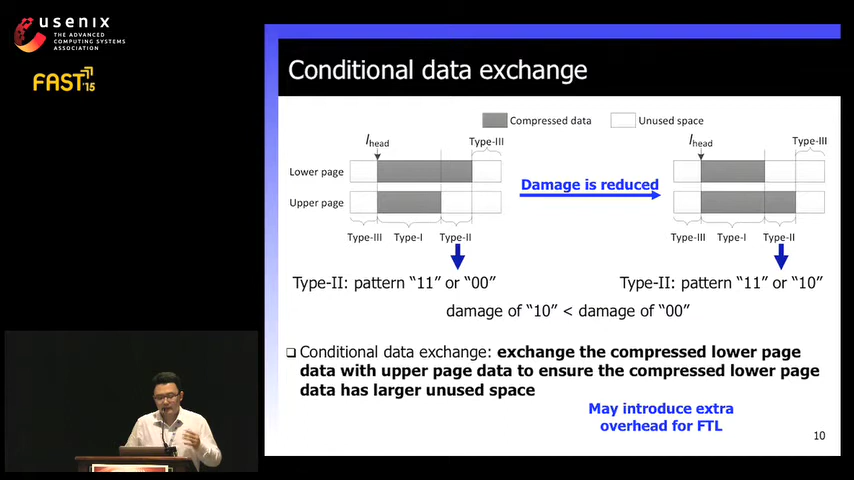 usenix
THE ADVANCED
COMPUTING SYSTEMS
ASSOCIATION
FAST '15
Conditional data exchange
Compressed data
Unused space
lhead
Type-III
lhead
Type-III
Lower page
Upper page
Damage is reduced
Type-III
Type-I
Type-II
Type-III
Type-I
Type-II
Type-II: pattern “11” or “00”
Type-II: pattern “11” or “10”
damage of “10” < damage of “00”
❑ Conditional data exchange: exchange the compressed lower page
data with upper page data to ensure the compressed lower page
data has larger unused space
May introduce extra
overhead for FTL
10